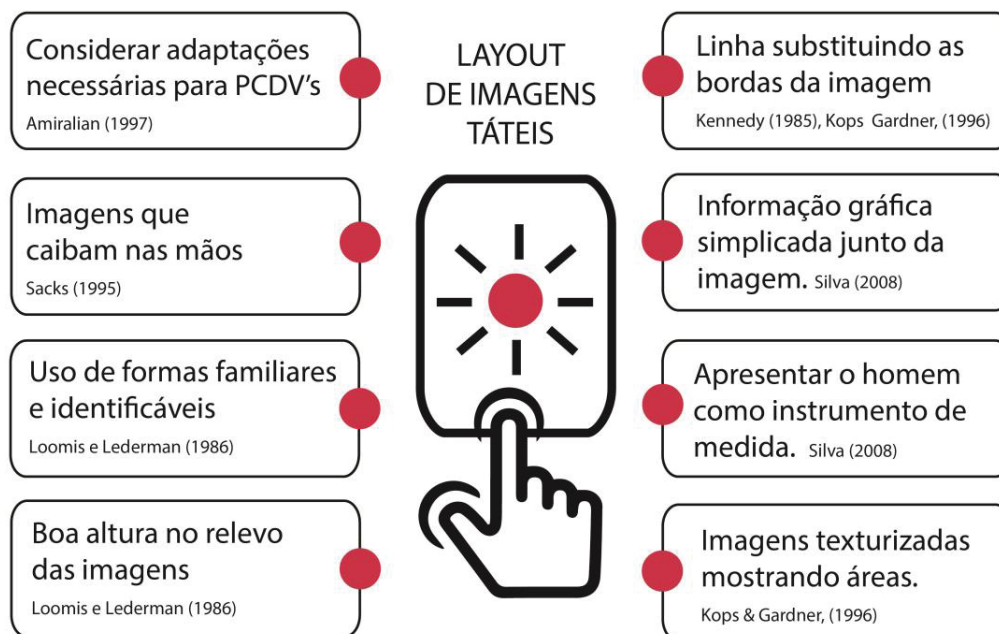 Considerar adaptações
necessárias para PCDV's
Amiralian (1997)
Imagens que
caibam nas mãos
Sacks (1995)
Uso de formas familiares
e identificáveis
Loomis e Lederman (1986)
Boa altura no relevo
das imagens
Loomis e Lederman (1986)
LAYOUT
DE IMAGENS
TÁTEIS
Linha substituindo as
bordas da imagem
Kennedy (1985), Kops Gardner, (1996)
Informação gráfica
simplicada junto da
imagem. Silva (2008)
Apresentar o homem
como instrumento de
medida. Silva (2008)
Imagens texturizadas
mostrando áreas.
Kops & Gardner, (1996)